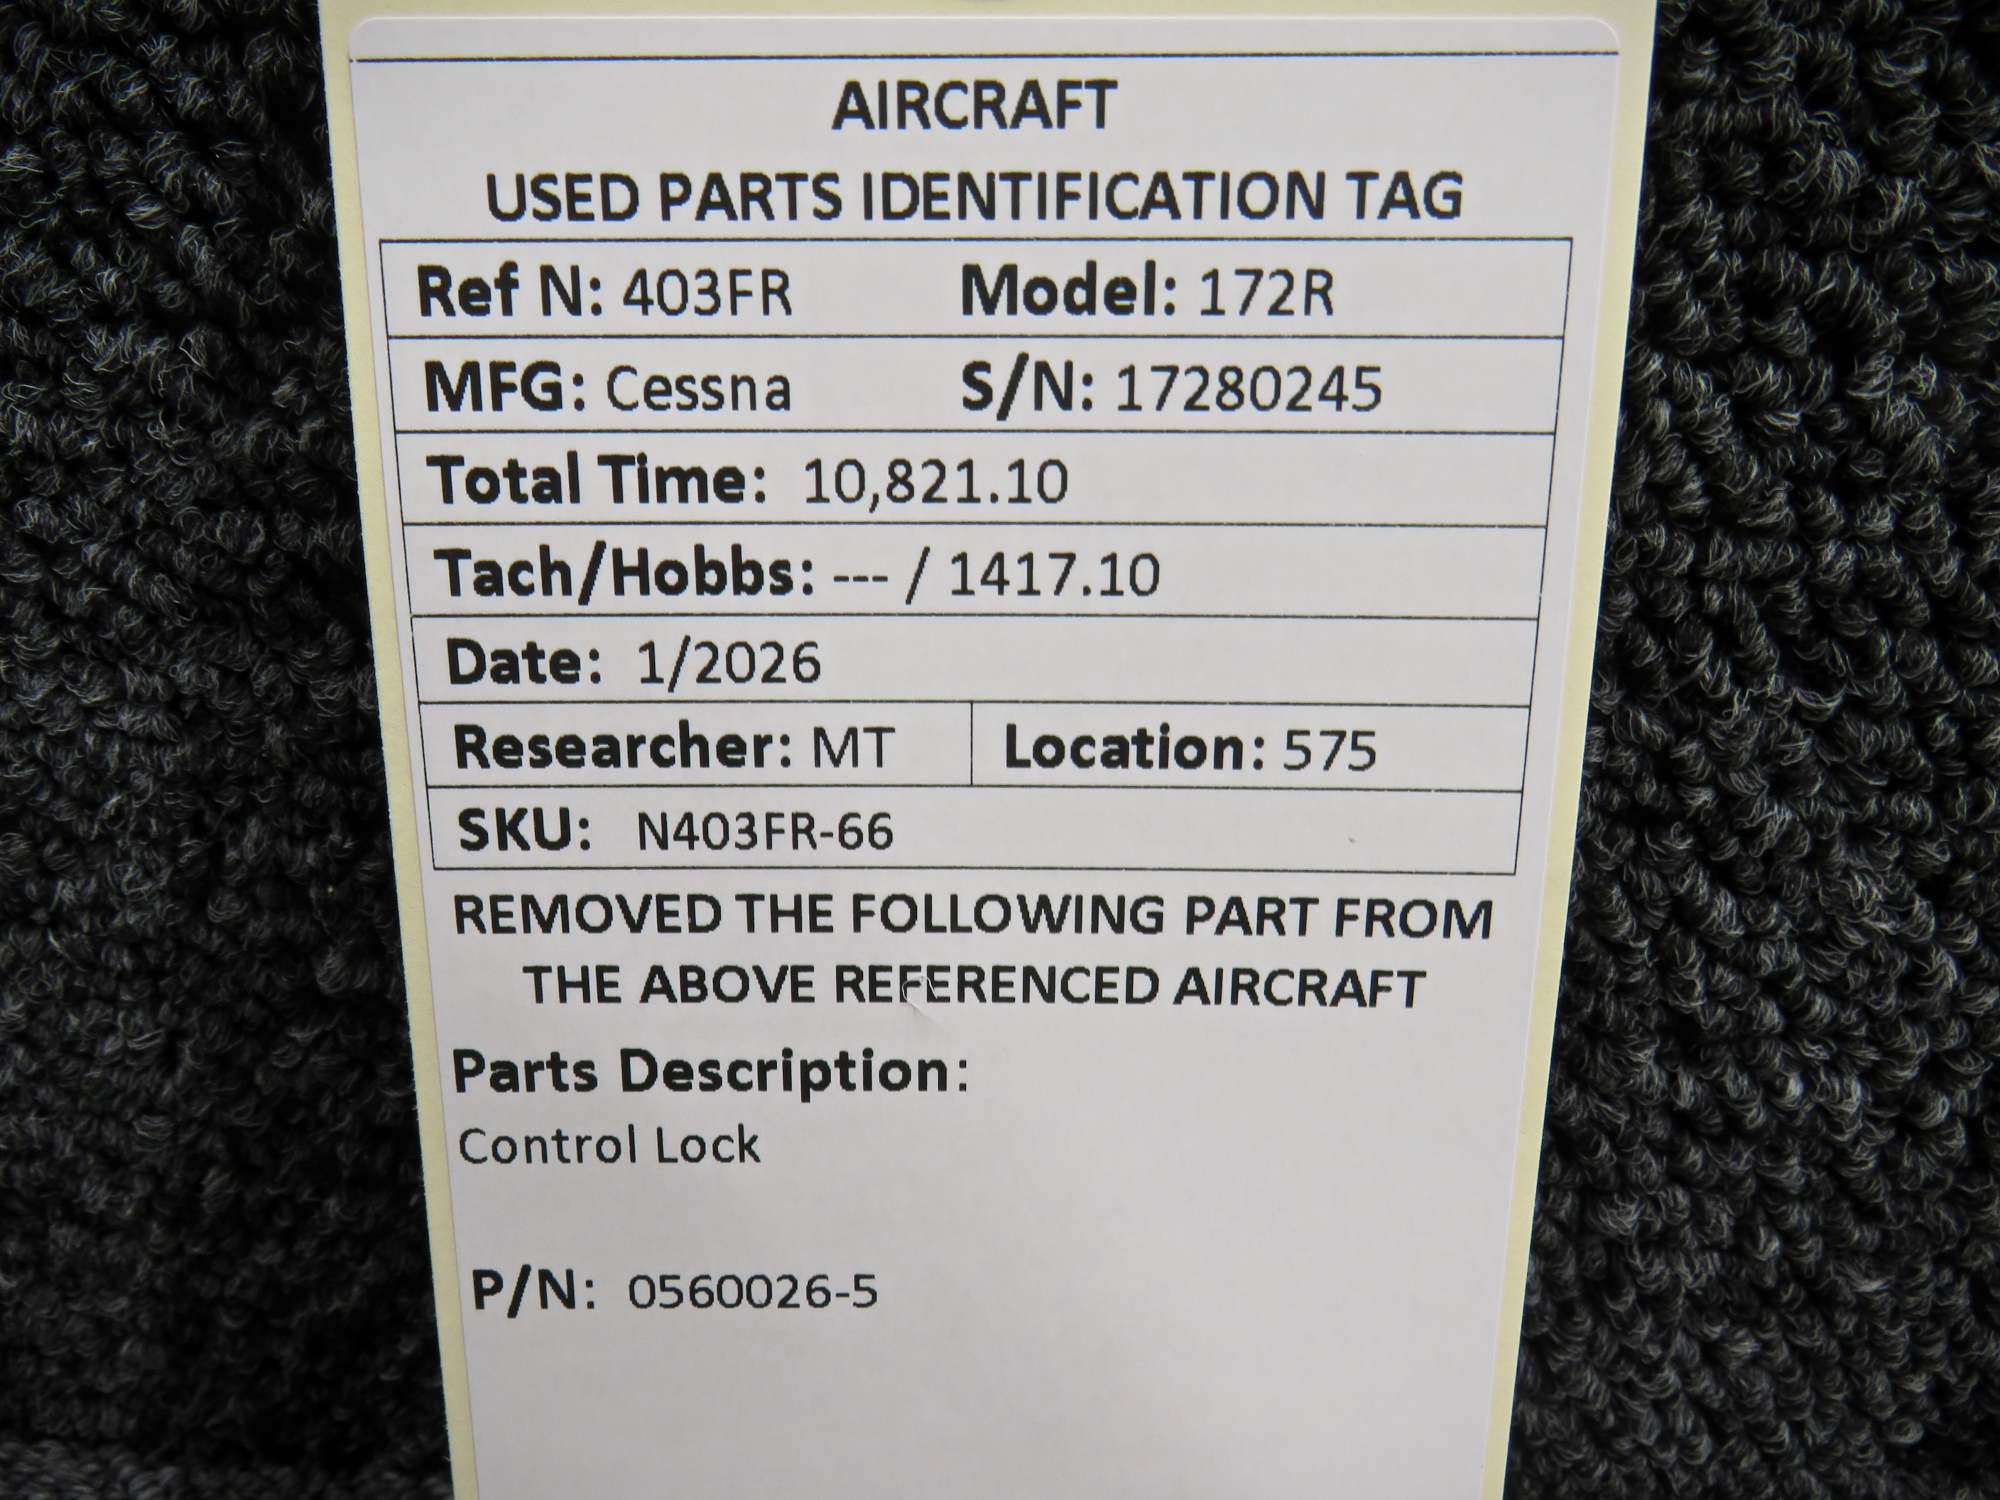 AIRCRAFT
USED PARTS IDENTIFICATION TAG
Ref N: 403FR Model: 172R
MFG: Cessna S/N: 17280245
Total Time: 10,821.10
Tach/Hobbs: --- / 1417.10
Date: 1/2026
Researcher: MT Location: 575
SKU: N403FR-66
REMOVED THE FOLLOWING PART FROM
THE ABOVE REFERENCED AIRCRAFT
Parts Description:
Control Lock
P/N: 0560026-5